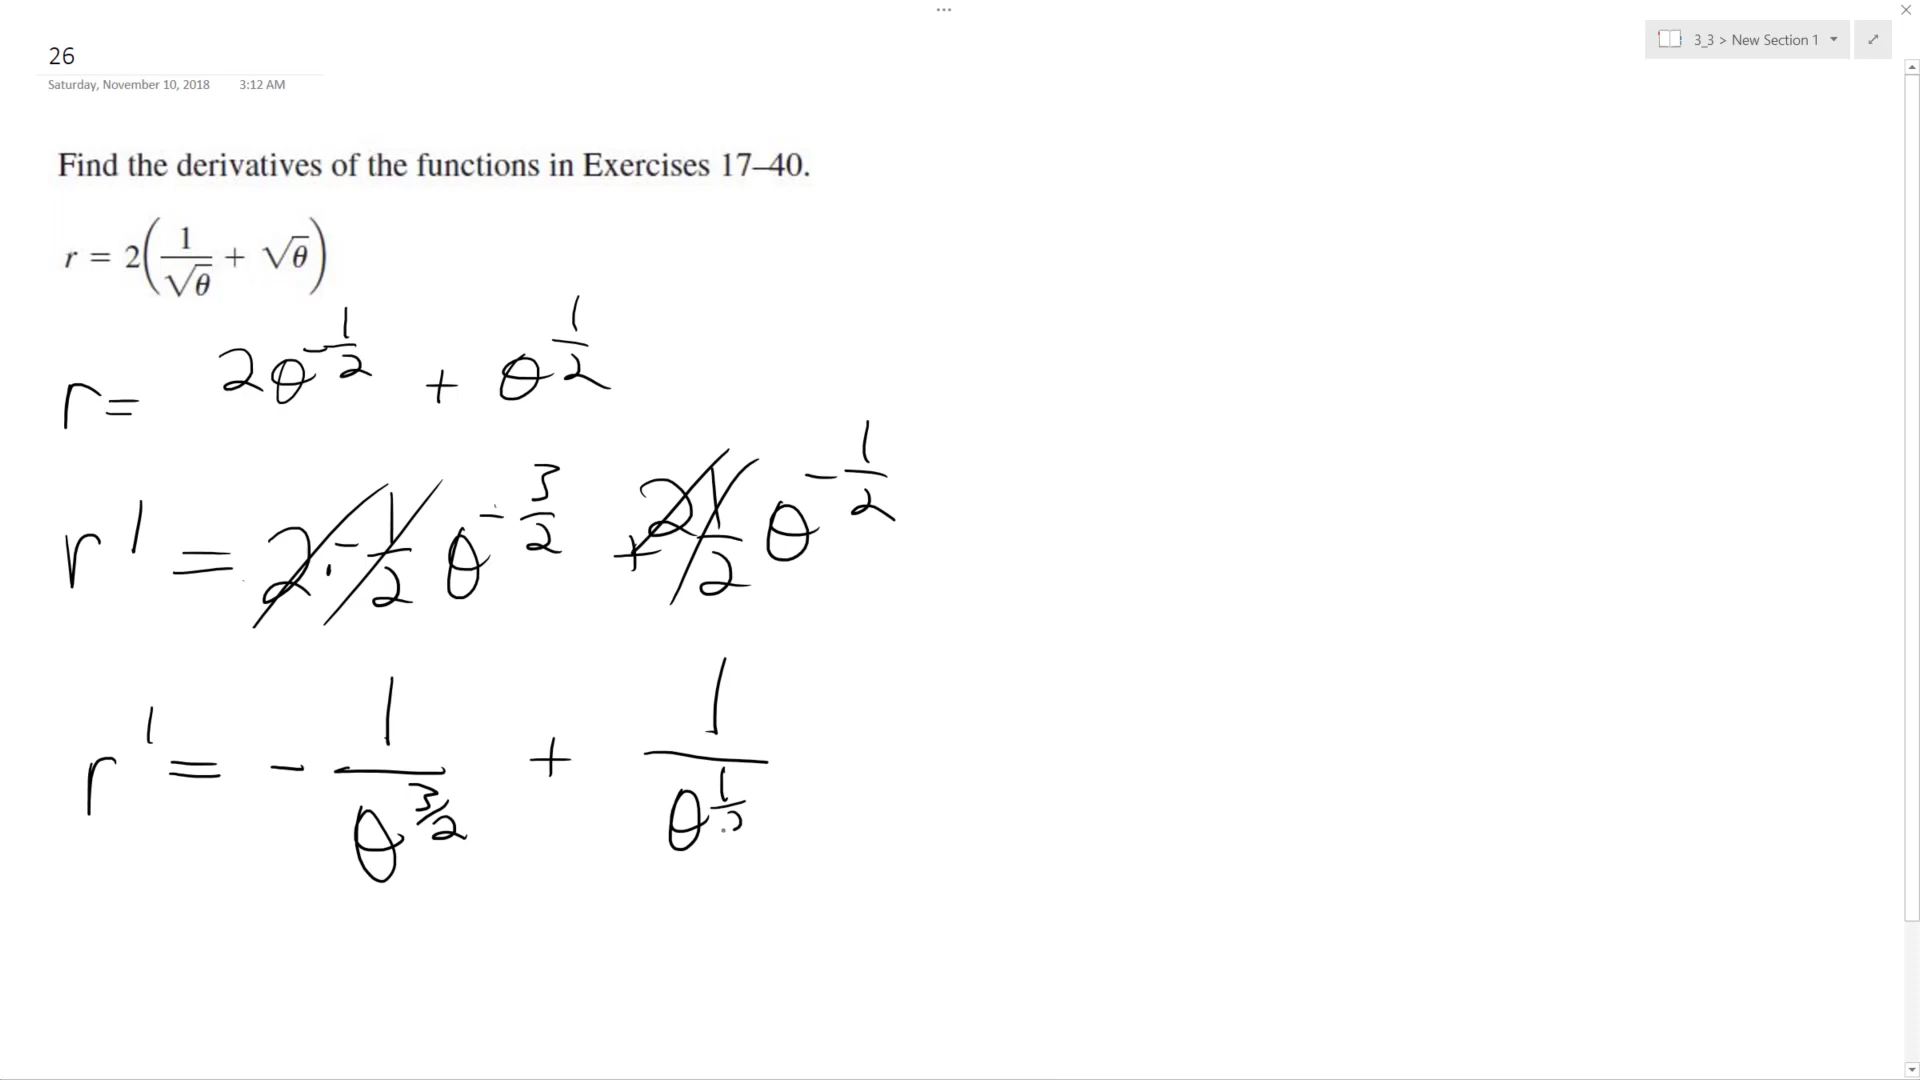 ...
3_3 > New Section 1
26
Saturday, November 10, 2018 3:12 AM
Find the derivatives of the functions in Exercises 17–40.
r = 2(1/√θ + √θ)
r = 2θ^(-1/2) + θ^(1/2)
r' = 2·-1/2 θ^(-3/2) + 2 1/2 θ^(-1/2)
r' = - 1/θ^(3/2) + 1/θ^(1/2)